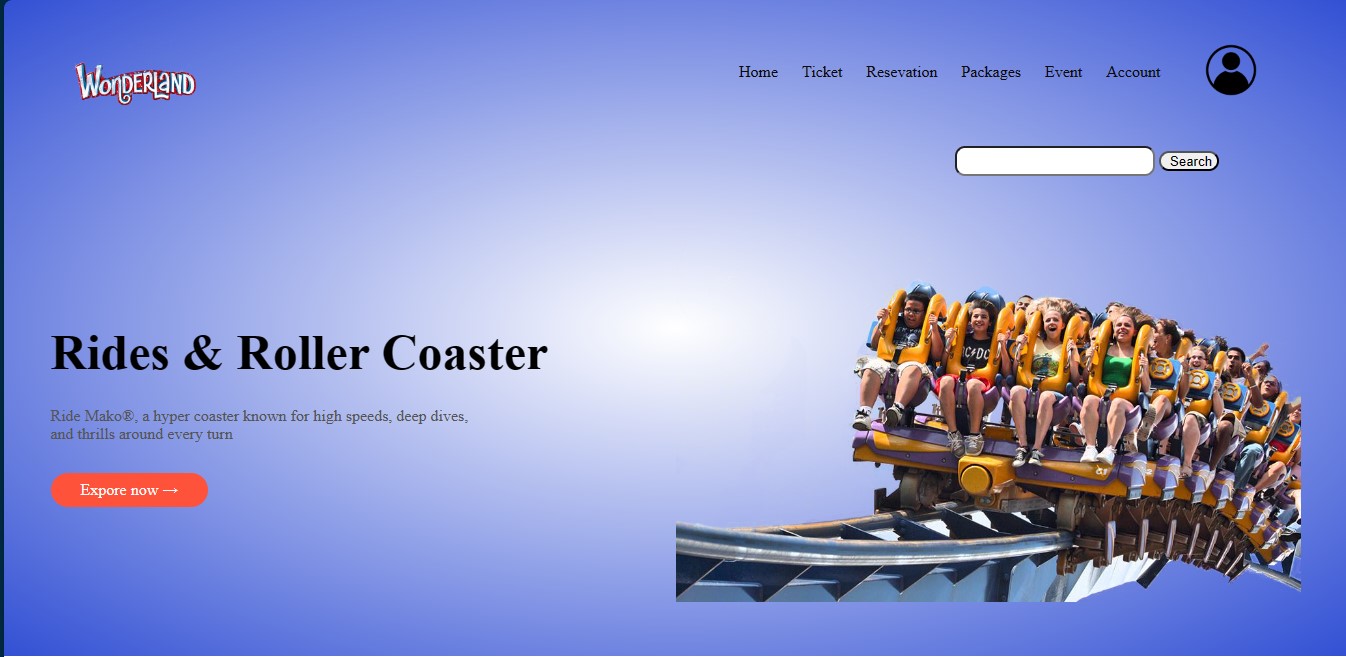 WONDERLAND
Home Ticket Resevation Packages Event Account
Search
Rides & Roller Coaster
Ride Mako®, a hyper coaster known for high speeds, deep dives,
and thrills around every turn
Expore now →